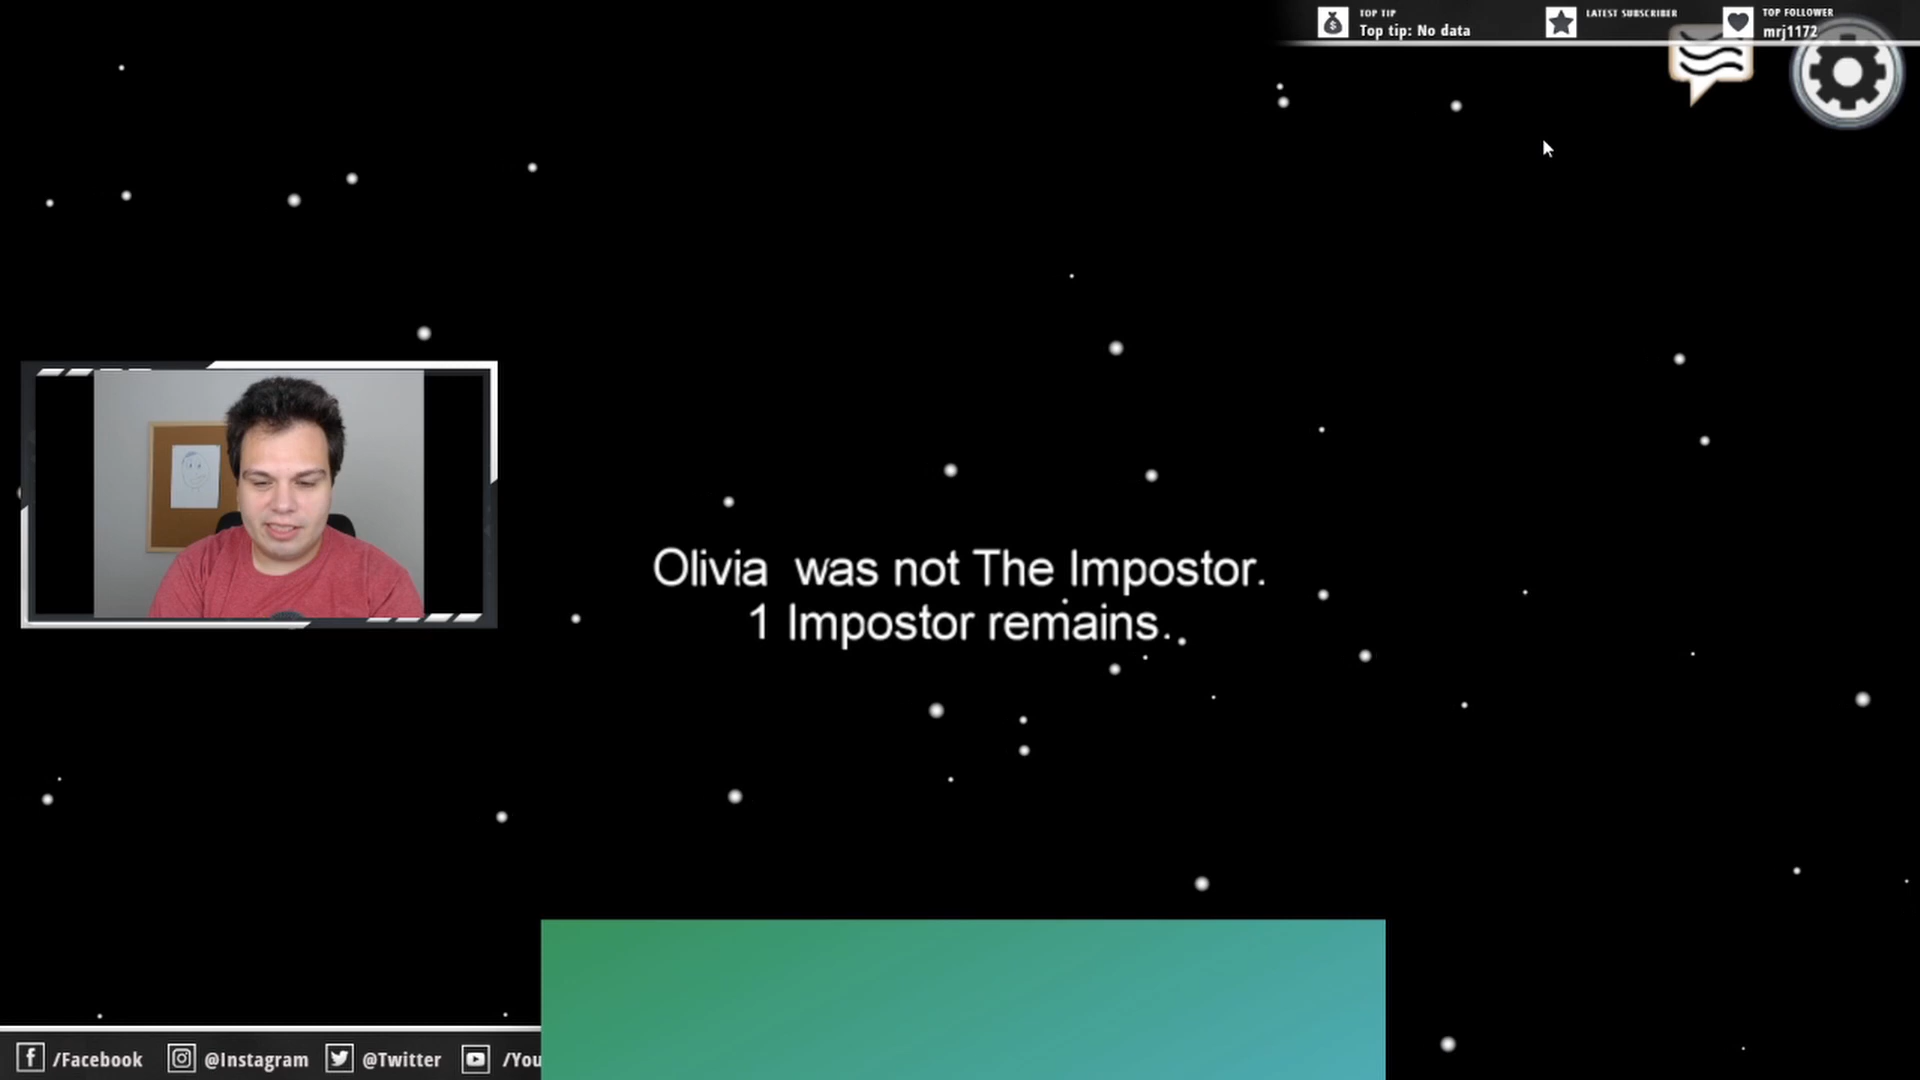 TOP TIP
Top tip: No data
LATEST SUBSCRIBER
TOP FOLLOWER
mrj1172
Olivia was not The Impostor.
1 Impostor remains.
/Facebook
@Instagram
@Twitter
/You